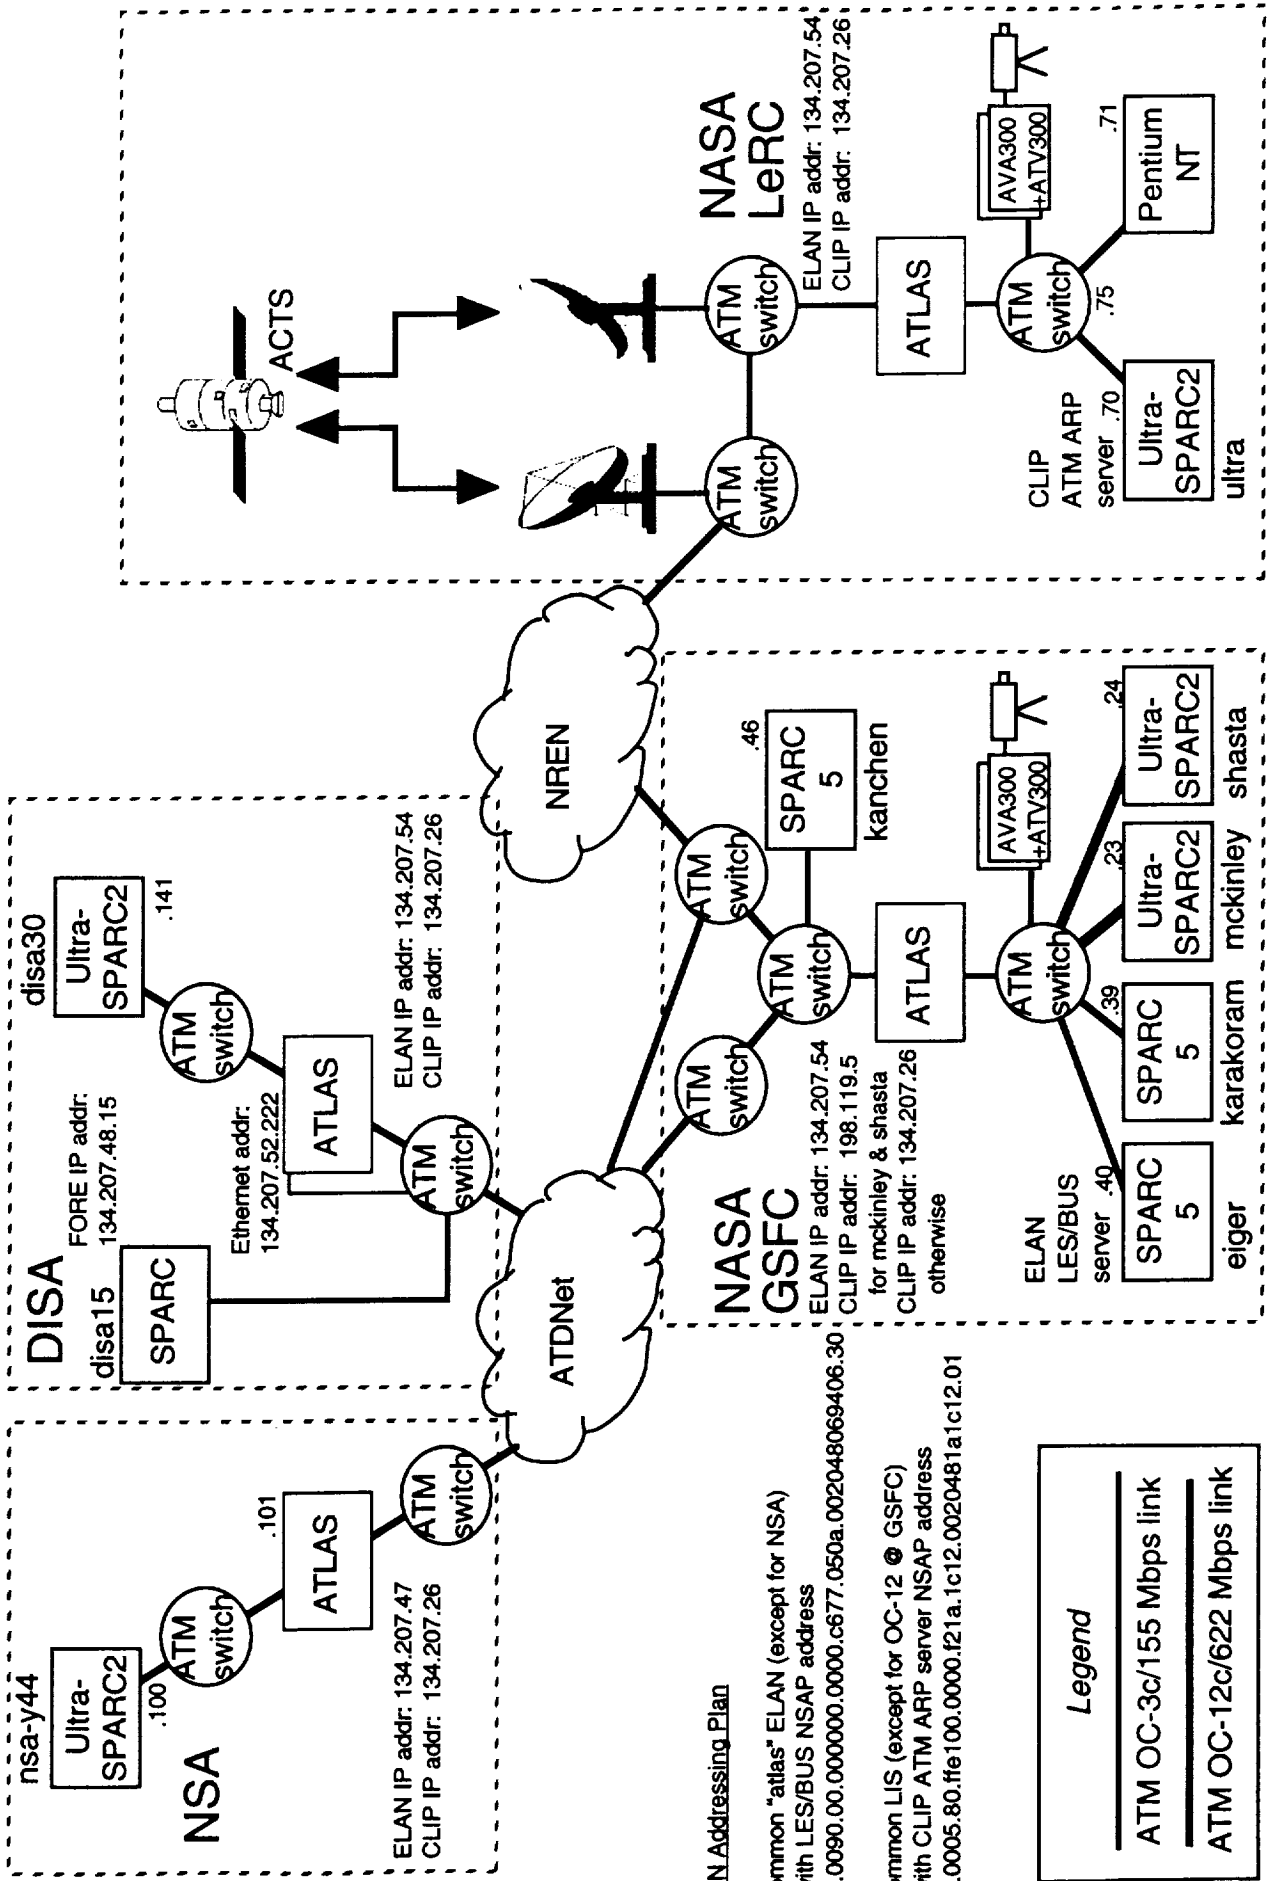 NSA
nsa-y44
Ultra-
SPARC2
.100
ATM
switch
ATLAS
.101
ATM
switch
ELAN IP addr: 134.207.47
CLIP IP addr: 134.207.26
DISA
disa15
SPARC
FORE IP addr:
134.207.48.15
Ethernet addr:
134.207.52.222
disa30
Ultra-
SPARC2
.141
ATM
switch
ATLAS
ATM
switch
ELAN IP addr: 134.207.54
CLIP IP addr: 134.207.26
ATDNet
NREN
ACTS
ATM
switch
ATM
switch
NASA
LeRC
ELAN IP addr: 134.207.54
CLIP IP addr: 134.207.26
ATLAS
ATM
switch
.75
AVA300
+ATV300
CLIP
ATM ARP
server .70
Ultra-
SPARC2
ultra
.71
Pentium
NT
NASA
GSFC
ELAN IP addr: 134.207.54
CLIP IP addr: 198.119.5
for mckinley & shasta
CLIP IP addr: 134.207.26
otherwise
ATM
switch
ATM
switch
ATM
switch
.46
SPARC
5
kanchen
ATLAS
ATM
switch
AVA300
+ATV300
ELAN
LES/BUS
server .40
SPARC
5
eiger
.39
SPARC
5
karakoram
.23
Ultra-
SPARC2
mckinley
.24
Ultra-
SPARC2
shasta
N Addressing Plan
mmon "atlas" ELAN (except for NSA)
ith LES/BUS NSAP address
.0090.00.000000.0000.c677.050a.002048069406.30
mmon LIS (except for OC-12 @ GSFC)
ith CLIP ATM ARP server NSAP address
.0005.80.ffe100.0000.f21a.1c12.0020481a1c12.01
Legend
ATM OC-3c/155 Mbps link
ATM OC-12c/622 Mbps link